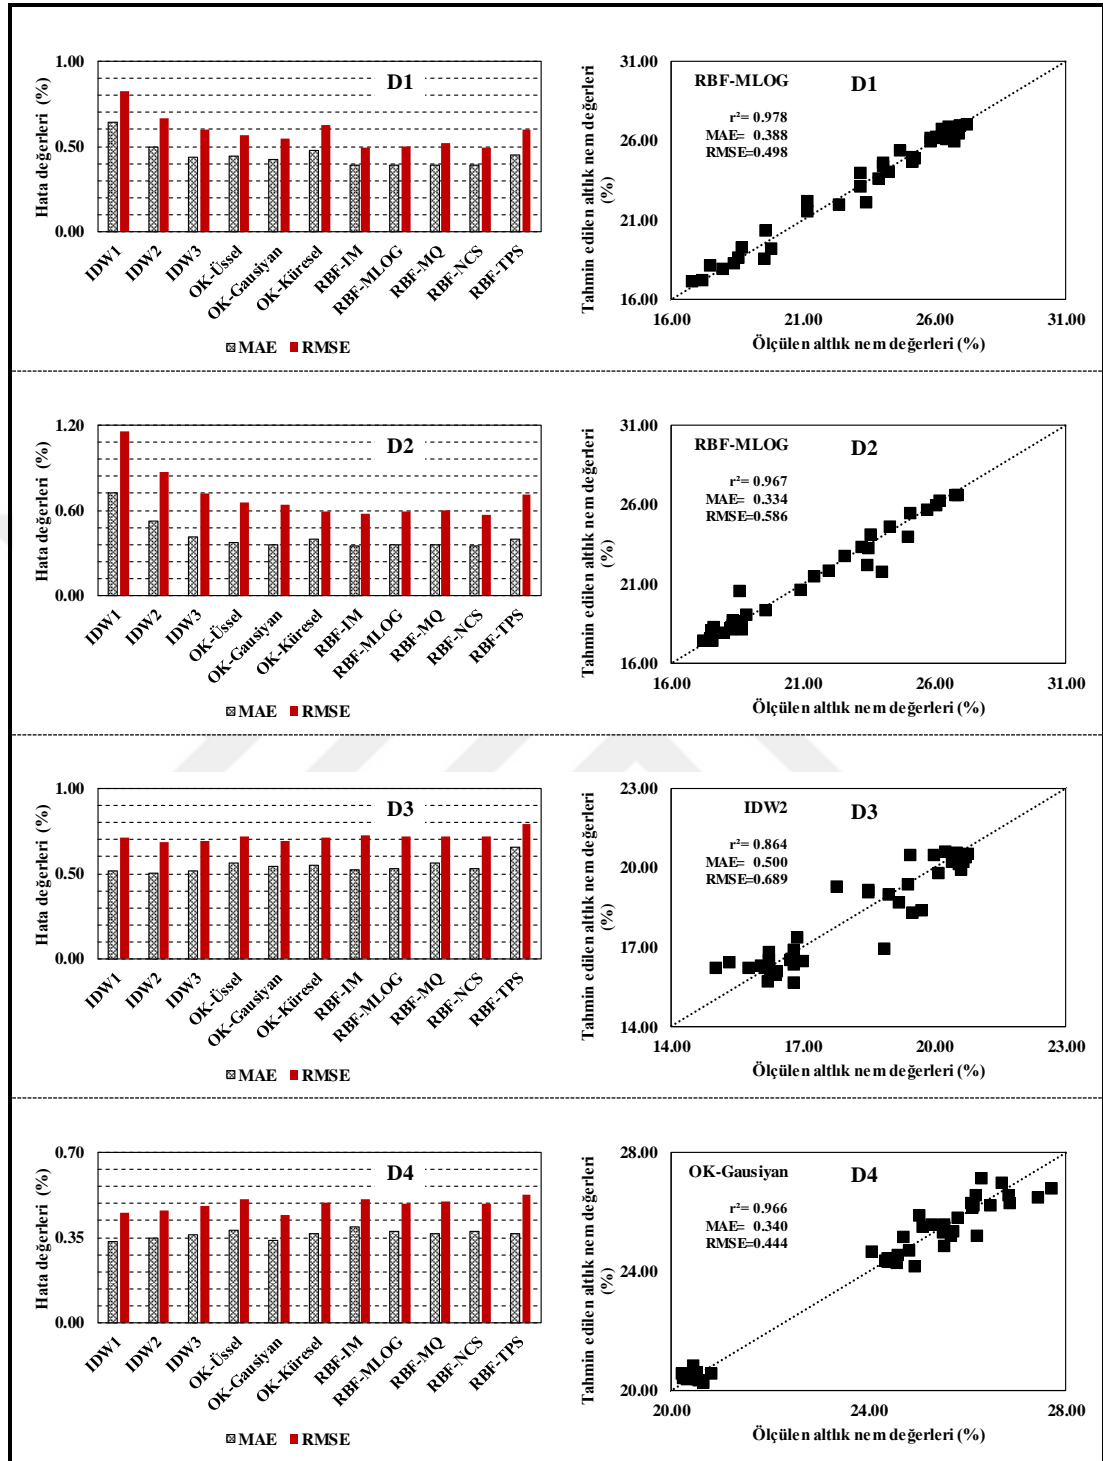 Hata değerleri (%)
1.00
0.50
0.00
D1
IDW1
IDW2
IDW3
OK-Üssel
OK-Gausiyan
OK-Küresel
RBF-IM
RBF-MLOG
RBF-MQ
RBF-NCS
RBF-TPS
MAE RMSE
Tahmin edilen altlık nem değerleri
(%)
31.00
26.00
21.00
16.00
RBF-MLOG D1
r²= 0.978
MAE= 0.388
RMSE=0.498
16.00 21.00 26.00 31.00
Ölçülen altlık nem değerleri (%)
Hata değerleri (%)
1.20
0.60
0.00
D2
IDW1
IDW2
IDW3
OK-Üssel
OK-Gausiyan
OK-Küresel
RBF-IM
RBF-MLOG
RBF-MQ
RBF-NCS
RBF-TPS
MAE RMSE
Tahmin edilen altlık nem değerleri
(%)
31.00
26.00
21.00
16.00
RBF-MLOG D2
r²= 0.967
MAE= 0.334
RMSE=0.586
16.00 21.00 26.00 31.00
Ölçülen altlık nem değerleri (%)
Hata değerleri (%)
1.00
0.50
0.00
D3
IDW1
IDW2
IDW3
OK-Üssel
OK-Gausiyan
OK-Küresel
RBF-IM
RBF-MLOG
RBF-MQ
RBF-NCS
RBF-TPS
MAE RMSE
Tahmin edilen altlık nem değerleri
(%)
23.00
20.00
17.00
14.00
IDW2 D3
r²= 0.864
MAE= 0.500
RMSE=0.689
14.00 17.00 20.00 23.00
Ölçülen altlık nem değerleri (%)
Hata değerleri (%)
0.70
0.35
0.00
D4
IDW1
IDW2
IDW3
OK-Üssel
OK-Gausiyan
OK-Küresel
RBF-IM
RBF-MLOG
RBF-MQ
RBF-NCS
RBF-TPS
MAE RMSE
Tahmin edilen altlık nem değerleri
(%)
28.00
24.00
20.00
OK-Gausiyan D4
r²= 0.966
MAE= 0.340
RMSE=0.444
20.00 24.00 28.00
Ölçülen altlık nem değerleri (%)